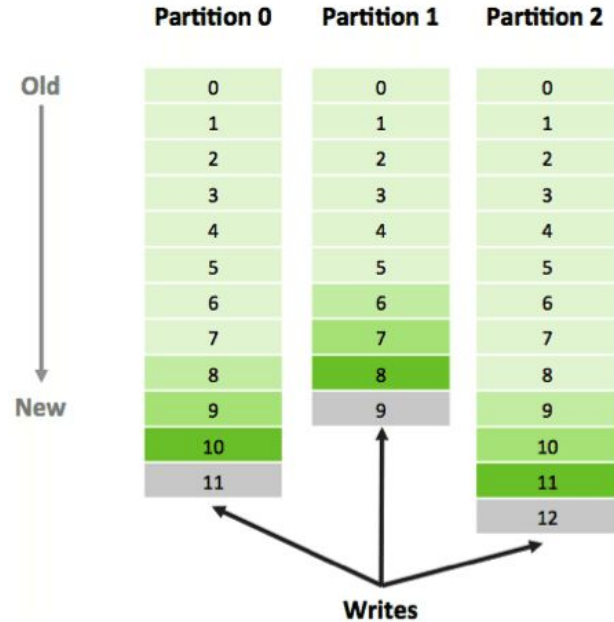 Partition 0 Partition 1 Partition 2
Old 0 0 0
1 1 1
2 2 2
3 3 3
4 4 4
5 5 5
6 6 6
7 7 7
8 8 8
New 9 9 9
10 10
11 11
12
Writes